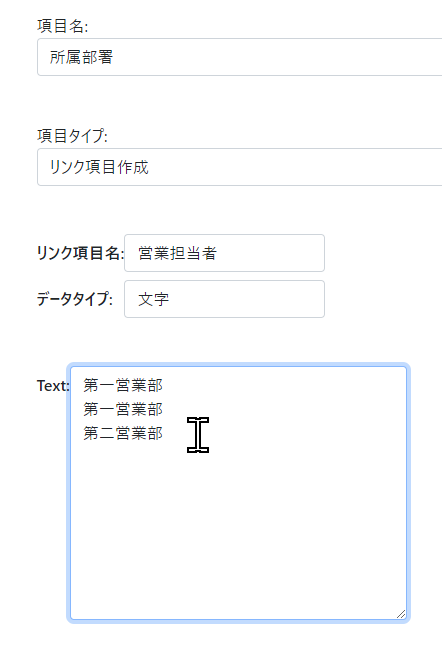 項目名:
所属部署
項目タイプ:
リンク項目作成
リンク項目名: 営業担当者
データタイプ: 文字
Text: 第一営業部
第一営業部
第二営業部